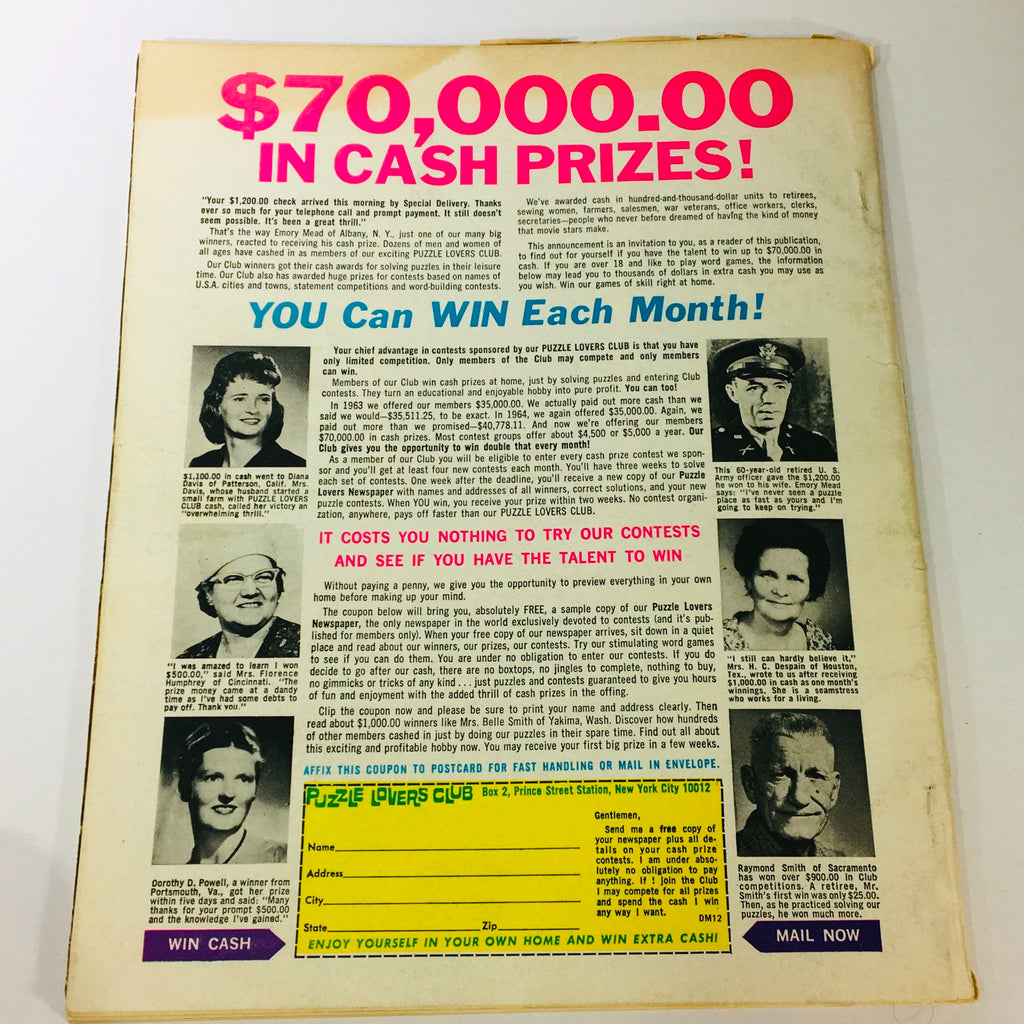 $70,000.00
IN CASH PRIZES!
"Your $1,200.00 check arrived this morning by Special Delivery. Thanks
ever so much for your telephone call and prompt payment. It still doesn't
seem possible. It's been a great thrill."
That's the way Emory Mead of Albany, N. Y., just one of our many big
winners, reacted to receiving his cash prize. Dozens of men and women of
all ages have cashed in as members of our exciting PUZZLE LOVERS CLUB.
Our Club winners got their cash awards for solving puzzles in their leisure
time. Our Club also has awarded huge prizes for contests based on names of
U.S.A. cities and towns, statement competitions and word-building contests.
We've awarded cash in hundred-and-thousand-dollar units to retirees,
sewing women, farmers, salesmen, war veterans, office workers, clerks,
secretaries—people who never before dreamed of having the kind of money
that movie stars make.
This announcement is an invitation to you, as a reader of this publication,
to find out for yourself if you have the talent to win up to $70,000.00 in
cash. If you are over 18 and like to play word games, the information
below may lead you to thousands of dollars in extra cash you may use as
you wish. Win our games of skill right at home.
YOU Can WIN Each Month!
Your chief advantage in contests sponsored by our PUZZLE LOVERS CLUB is that you have
only limited competition. Only members of the Club may compete and only members
can win.
Members of our Club win cash prizes at home, just by solving puzzles and entering Club
contests. They turn an educational and enjoyable hobby into pure profit. You can too!
In 1963 we offered our members $35,000.00. We actually paid out more cash than we
said we would—$35,511.25, to be exact. In 1964, we again offered $35,000.00. Again, we
paid out more than we promised—$40,778.11. And now we're offering our members
$70,000.00 in cash prizes. Most contest groups offer about $4,500 or $5,000 a year. Our
Club gives you the opportunity to win double that every month!
As a member of our Club you will be eligible to enter every cash prize contest we spon-
sor and you'll get at least four new contests each month. You'll have three weeks to solve
each set of contests. One week after the deadline, you'll receive a new copy of our Puzzle
Lovers Newspaper with names and addresses of all winners, correct solutions, and your new
puzzle contests. When YOU win, you receive your prize within two weeks. No contest organi-
zation, anywhere, pays off faster than our PUZZLE LOVERS CLUB.
$1,100.00 in cash went to Diana
Davis of Patterson, Calif. Mrs.
Davis, whose husband started a
small farm with PUZZLE LOVERS
CLUB cash, called her victory an
"overwhelming thrill."
This 60-year-old retired U. S.
Army officer gave the $1,200.00
he won to his wife. Emory Mead
says: "I've never seen a puzzle
place as fast as yours and I'm
going to keep on trying."
IT COSTS YOU NOTHING TO TRY OUR CONTESTS
AND SEE IF YOU HAVE THE TALENT TO WIN
Without paying a penny, we give you the opportunity to preview everything in your own
home before making up your mind.
The coupon below will bring you, absolutely FREE, a sample copy of our Puzzle Lovers
Newspaper, the only newspaper in the world exclusively devoted to contests (and it's pub-
lished for members only). When your free copy of our newspaper arrives, sit down in a quiet
place and read about our winners, our prizes, our contests. Try our stimulating word games
to see if you can do them. You are under no obligation to enter our contests. If you do
decide to go after our cash, there are no boxtops, no jingles to complete, nothing to buy,
no gimmicks or tricks of any kind . . . just puzzles and contests guaranteed to give you hours
of fun and enjoyment with the added thrill of cash prizes in the offing.
Clip the coupon now and please be sure to print your name and address clearly. Then
read about $1,000.00 winners like Mrs. Belle Smith of Yakima, Wash. Discover how hundreds
of other members cashed in just by doing our puzzles in their spare time. Find out all about
this exciting and profitable hobby now. You may receive your first big prize in a few weeks.
"I was amazed to learn I won
$500.00," said Mrs. Florence
Humphrey of Cincinnati. "The
prize money came at a dandy
time as I've had some debts to
pay off. Thank you."
"I still can hardly believe it,"
Mrs. H. C. Despain of Houston,
Tex., wrote to us after receiving
$1,000.00 in cash as one month's
winnings. She is a seamstress
who works for a living.
AFFIX THIS COUPON TO POSTCARD FOR FAST HANDLING OR MAIL IN ENVELOPE.
PUZZLE LOVERS CLUB Box 2, Prince Street Station, New York City 10012
Name
Address
City
State Zip
Gentlemen,
Send me a free copy of
your newspaper plus all de-
tails on your cash prize
contests. I am under abso-
lutely no obligation to pay
anything. If I join the Club
I may compete for all prizes
and spend the cash I win
any way I want.
DM12
ENJOY YOURSELF IN YOUR OWN HOME AND WIN EXTRA CASH!
Dorothy D. Powell, a winner from
Portsmouth, Va., got her prize
within five days and said: "Many
thanks for your prompt $500.00
and the knowledge I've gained."
Raymond Smith of Sacramento
has won over $900.00 in Club
competitions. A retiree, Mr.
Smith's first win was only $25.00.
Then, as he practiced solving our
puzzles, he won much more.
WIN CASH
MAIL NOW